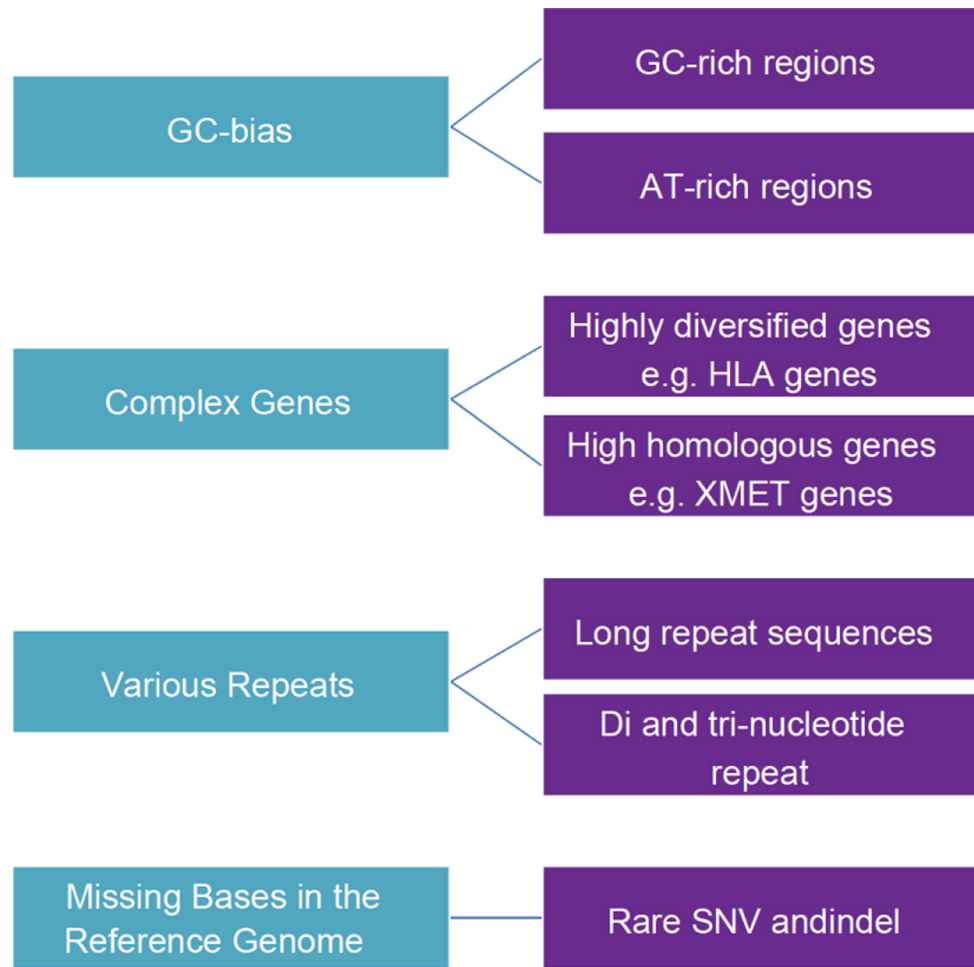 GC-bias
GC-rich regions
AT-rich regions
Complex Genes
Highly diversified genes
e.g. HLA genes
High homologous genes
e.g. XMET genes
Various Repeats
Long repeat sequences
Di and tri-nucleotide
repeat
Missing Bases in the
Reference Genome
Rare SNV andindel